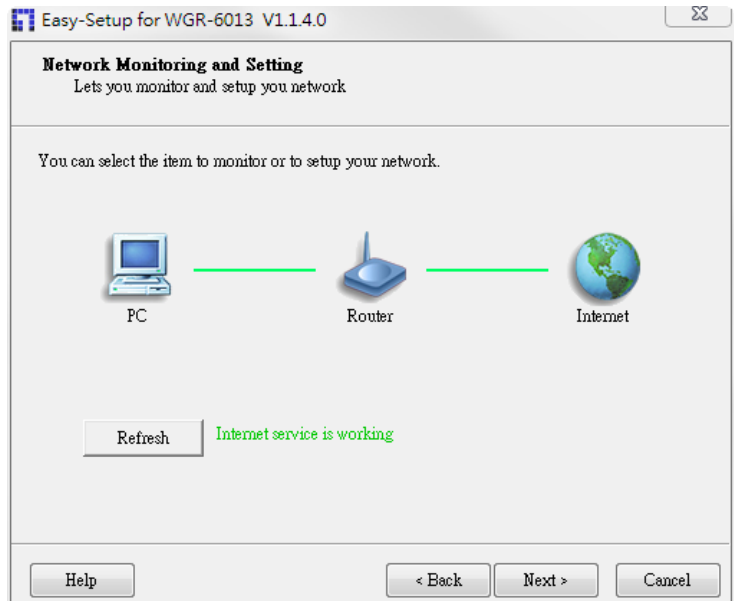 Easy-Setup for WGR-6013 V1.1.4.0
Network Monitoring and Setting
Lets you monitor and setup you network
You can select the item to monitor or to setup your network.
PC Router Internet
Refresh Internet service is working
Help < Back Next > Cancel